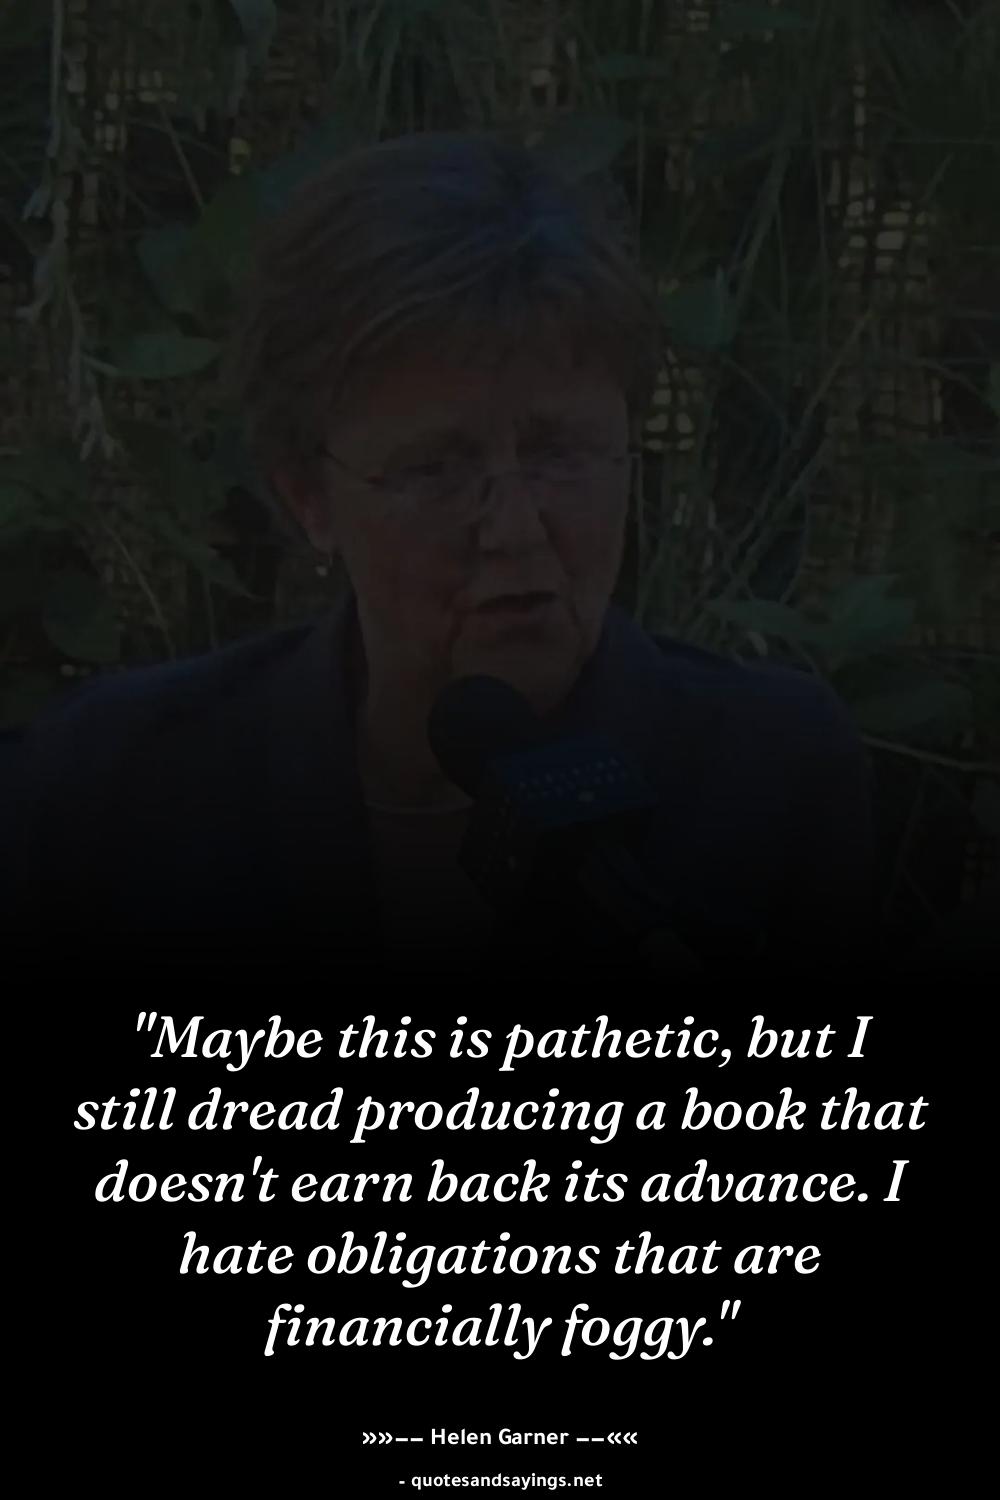 "Maybe this is pathetic, but I
still dread producing a book that
doesn't earn back its advance. I
hate obligations that are
financially foggy."
»»–– Helen Garner ––««
- quotesandsayings.net